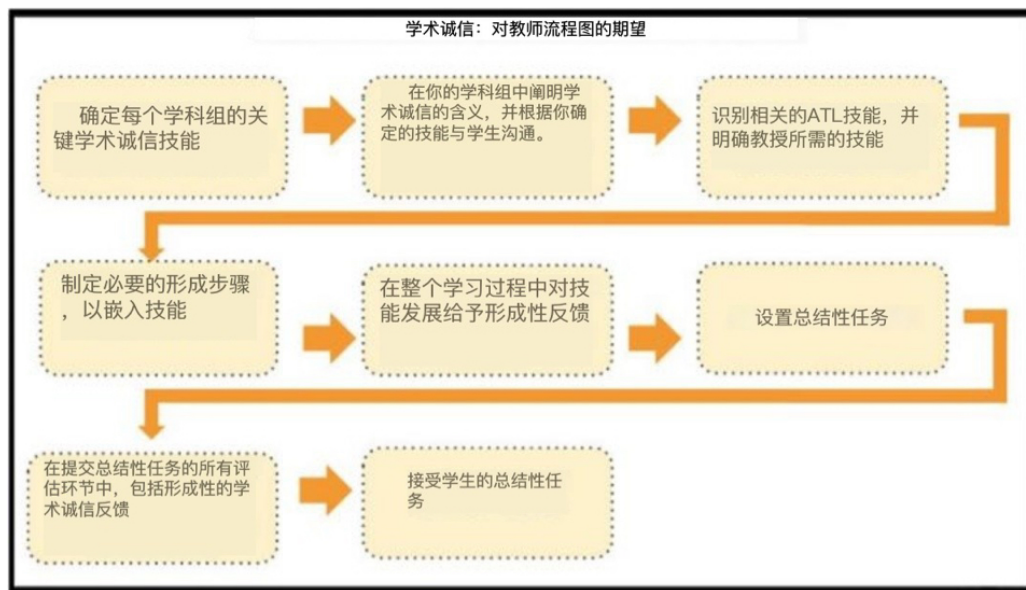 学术诚信：对教师流程图的期望
确定每个学科组的关
键学术诚信技能
在你的学科组中阐明学
术诚信的含义，并根据你确
定的技能与学生沟通。
识别相关的ATL技能，并
明确教授所需的技能
制定必要的形成步骤
，以嵌入技能
在整个学习过程中对技
能发展给予形成性反馈
设置总结性任务
在提交总结性任务的所有评
估环节中，包括形成性的学
术诚信反馈
接受学生的总结性任
务